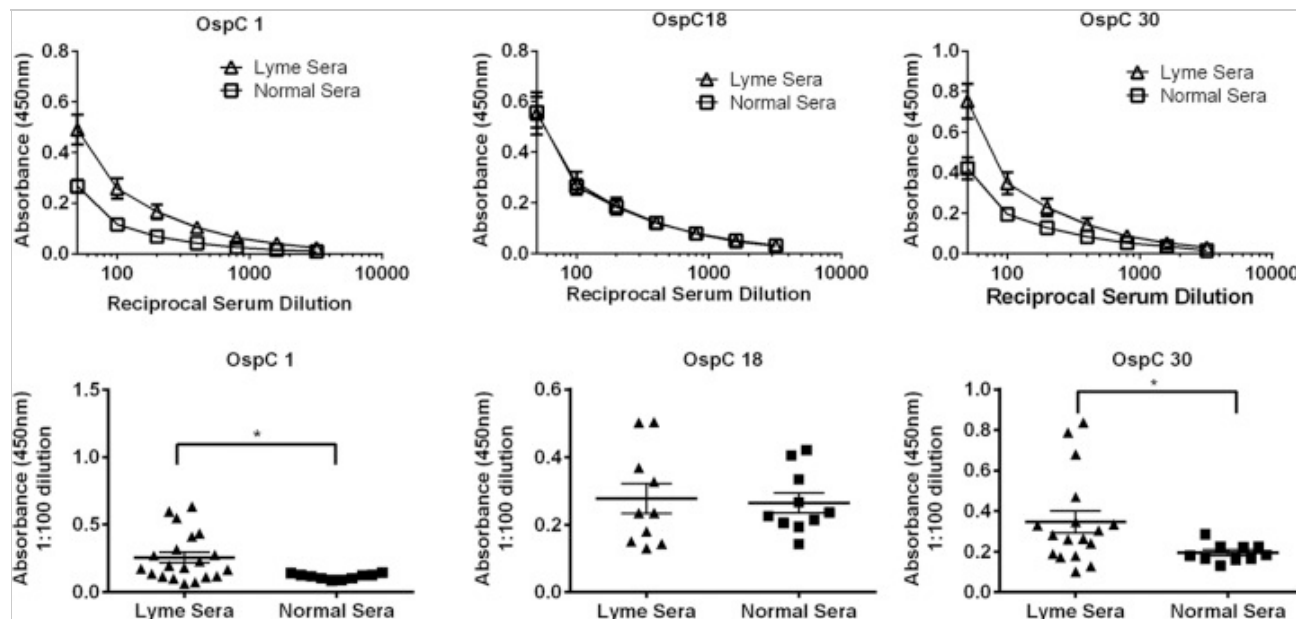 OspC 1
Absorbance (450nm)
0.8
0.6
0.4
0.2
0.0
Lyme Sera
Normal Sera
100
1000
10000
Reciprocal Serum Dilution
OspC18
Absorbance (450nm)
0.8
0.6
0.4
0.2
0.0
Lyme Sera
Normal Sera
100
1000
10000
Reciprocal Serum Dilution
OspC 30
Absorbance (450nm)
1.0
0.8
0.6
0.4
0.2
0.0
Lyme Sera
Normal Sera
100
1000
10000
Reciprocal Serum Dilution
OspC 1
Absorbance (450nm)
1:100 dilution
1.5
1.0
0.5
0.0
*
Lyme Sera
Normal Sera
OspC 18
Absorbance (450nm)
1:100 dilution
0.6
0.4
0.2
0.0
Lyme Sera
Normal Sera
OspC 30
Absorbance (450nm)
1:100 dilution
1.0
0.8
0.6
0.4
0.2
0.0
*
Lyme Sera
Normal Sera